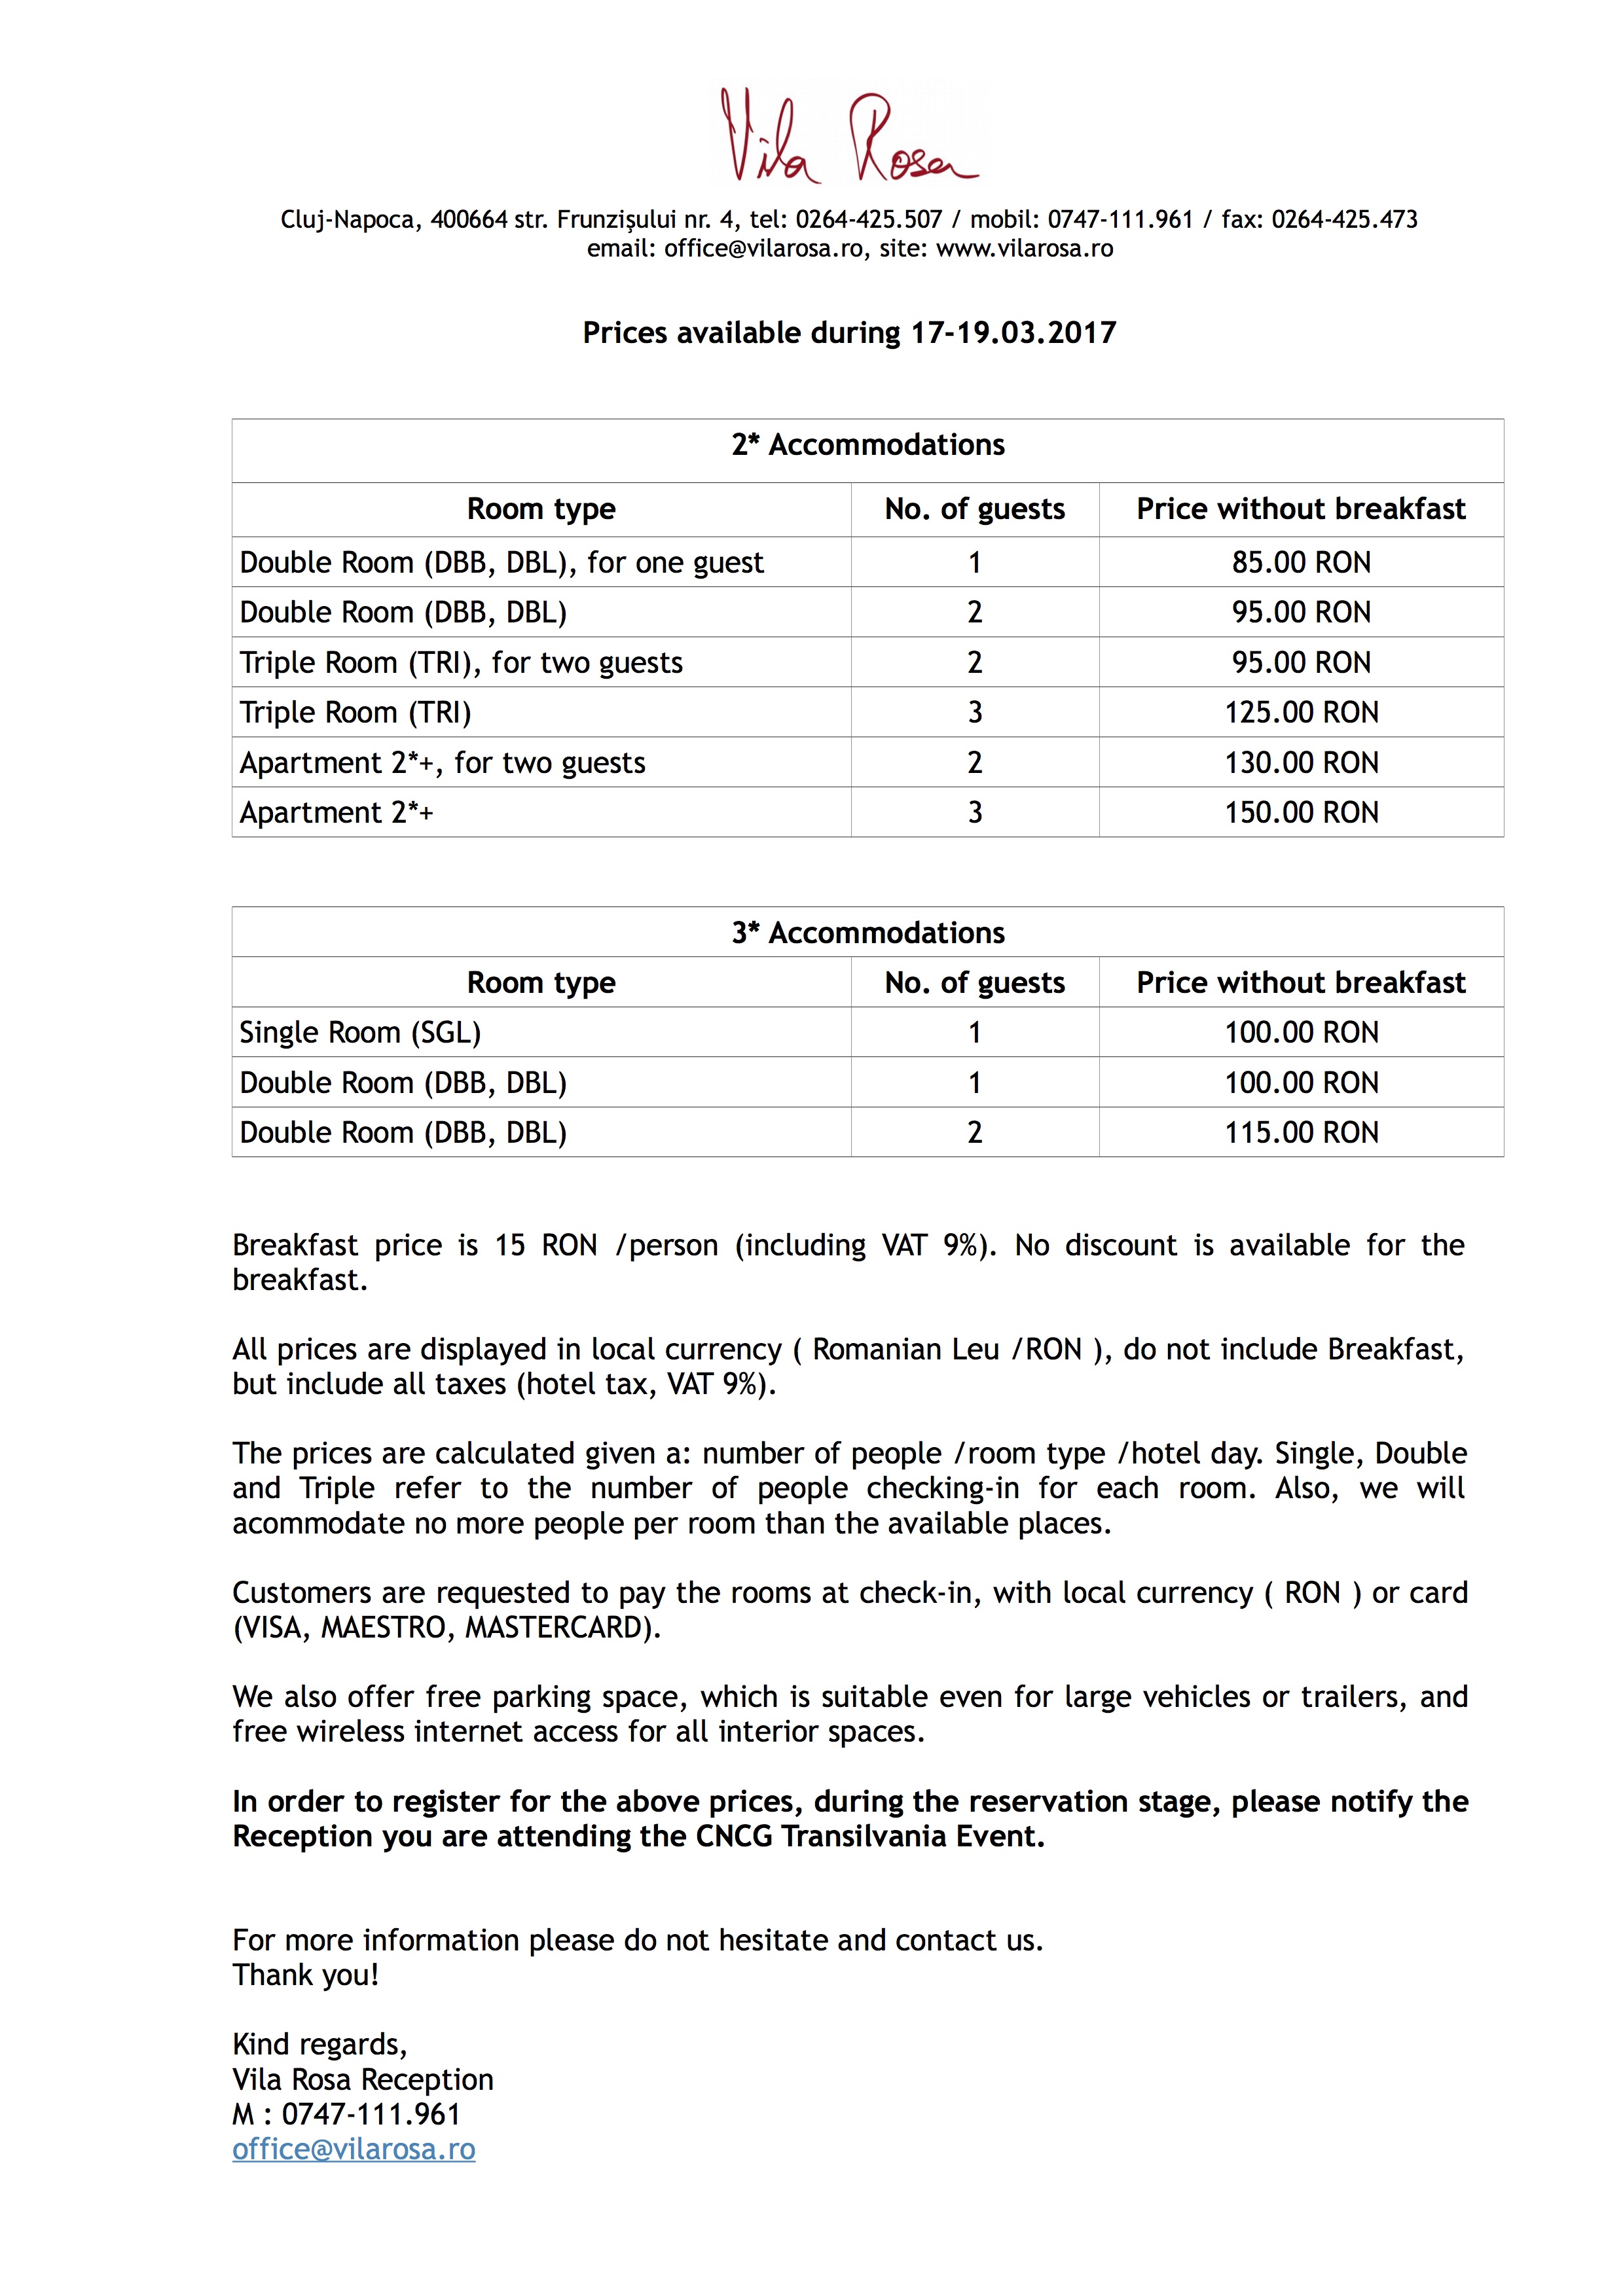 Vila Rosa
Cluj-Napoca, 400664 str. Frunzişului nr. 4, tel: 0264-425.507 / mobil: 0747-111.961 / fax: 0264-425.473
email: office@vilarosa.ro, site: www.vilarosa.ro
Prices available during 17-19.03.2017
2* Accommodations
Room type No. of guests Price without breakfast
Double Room (DBB, DBL), for one guest 1 85.00 RON
Double Room (DBB, DBL) 2 95.00 RON
Triple Room (TRI), for two guests 2 95.00 RON
Triple Room (TRI) 3 125.00 RON
Apartment 2*+, for two guests 2 130.00 RON
Apartment 2*+ 3 150.00 RON
3* Accommodations
Room type No. of guests Price without breakfast
Single Room (SGL) 1 100.00 RON
Double Room (DBB, DBL) 1 100.00 RON
Double Room (DBB, DBL) 2 115.00 RON
Breakfast price is 15 RON /person (including VAT 9%). No discount is available for the
breakfast.
All prices are displayed in local currency ( Romanian Leu /RON ), do not include Breakfast,
but include all taxes (hotel tax, VAT 9%).
The prices are calculated given a: number of people /room type /hotel day. Single, Double
and Triple refer to the number of people checking-in for each room. Also, we will
acommodate no more people per room than the available places.
Customers are requested to pay the rooms at check-in, with local currency ( RON ) or card
(VISA, MAESTRO, MASTERCARD).
We also offer free parking space, which is suitable even for large vehicles or trailers, and
free wireless internet access for all interior spaces.
In order to register for the above prices, during the reservation stage, please notify the
Reception you are attending the CNCG Transilvania Event.
For more information please do not hesitate and contact us.
Thank you!
Kind regards,
Vila Rosa Reception
M : 0747-111.961
office@vilarosa.ro